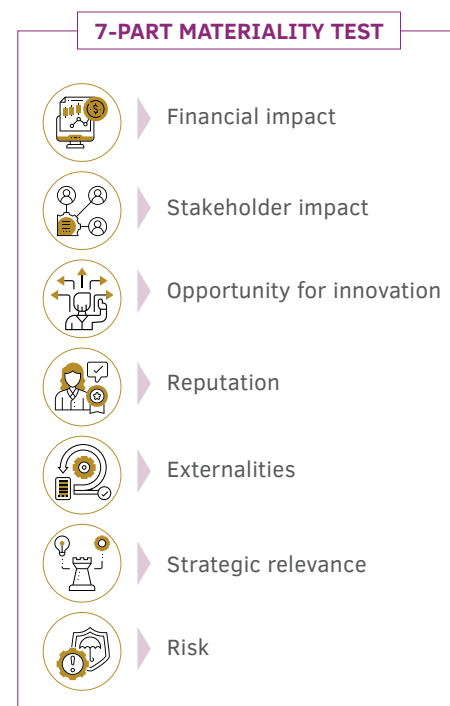 7-PART MATERIALITY TEST
Financial impact
Stakeholder impact
Opportunity for innovation
Reputation
Externalities
Strategic relevance
Risk